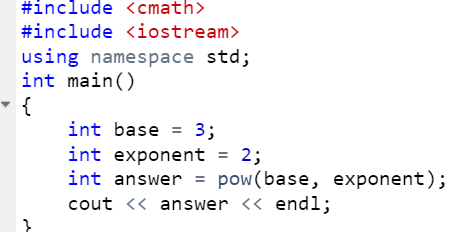 #include <cmath>
#include <iostream>
using namespace std;
int main()
{
    int base = 3;
    int exponent = 2;
    int answer = pow(base, exponent);
    cout << answer << endl;
}